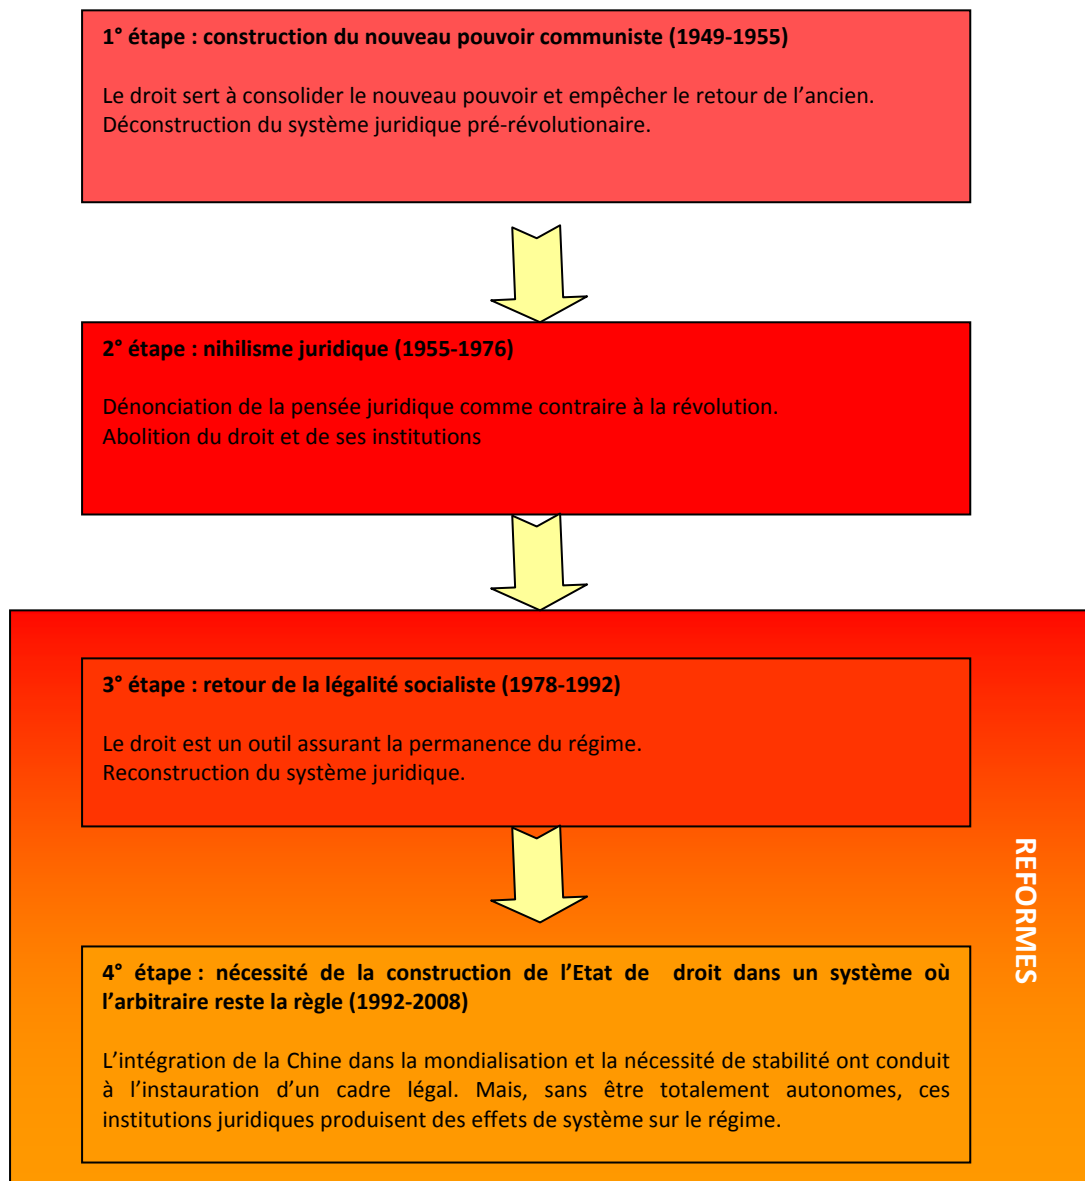 1° étape : construction du nouveau pouvoir communiste (1949-1955)
Le droit sert à consolider le nouveau pouvoir et empêcher le retour de l’ancien.
Déconstruction du système juridique pré-révolutionaire.
2° étape : nihilisme juridique (1955-1976)
Dénonciation de la pensée juridique comme contraire à la révolution.
Abolition du droit et de ses institutions
3° étape : retour de la légalité socialiste (1978-1992)
Le droit est un outil assurant la permanence du régime.
Reconstruction du système juridique.
REFORMES
4° étape : nécessité de la construction de l’Etat de droit dans un système où
l’arbitraire reste la règle (1992-2008)
L’intégration de la Chine dans la mondialisation et la nécessité de stabilité ont conduit
à l’instauration d’un cadre légal. Mais, sans être totalement autonomes, ces
institutions juridiques produisent des effets de système sur le régime.